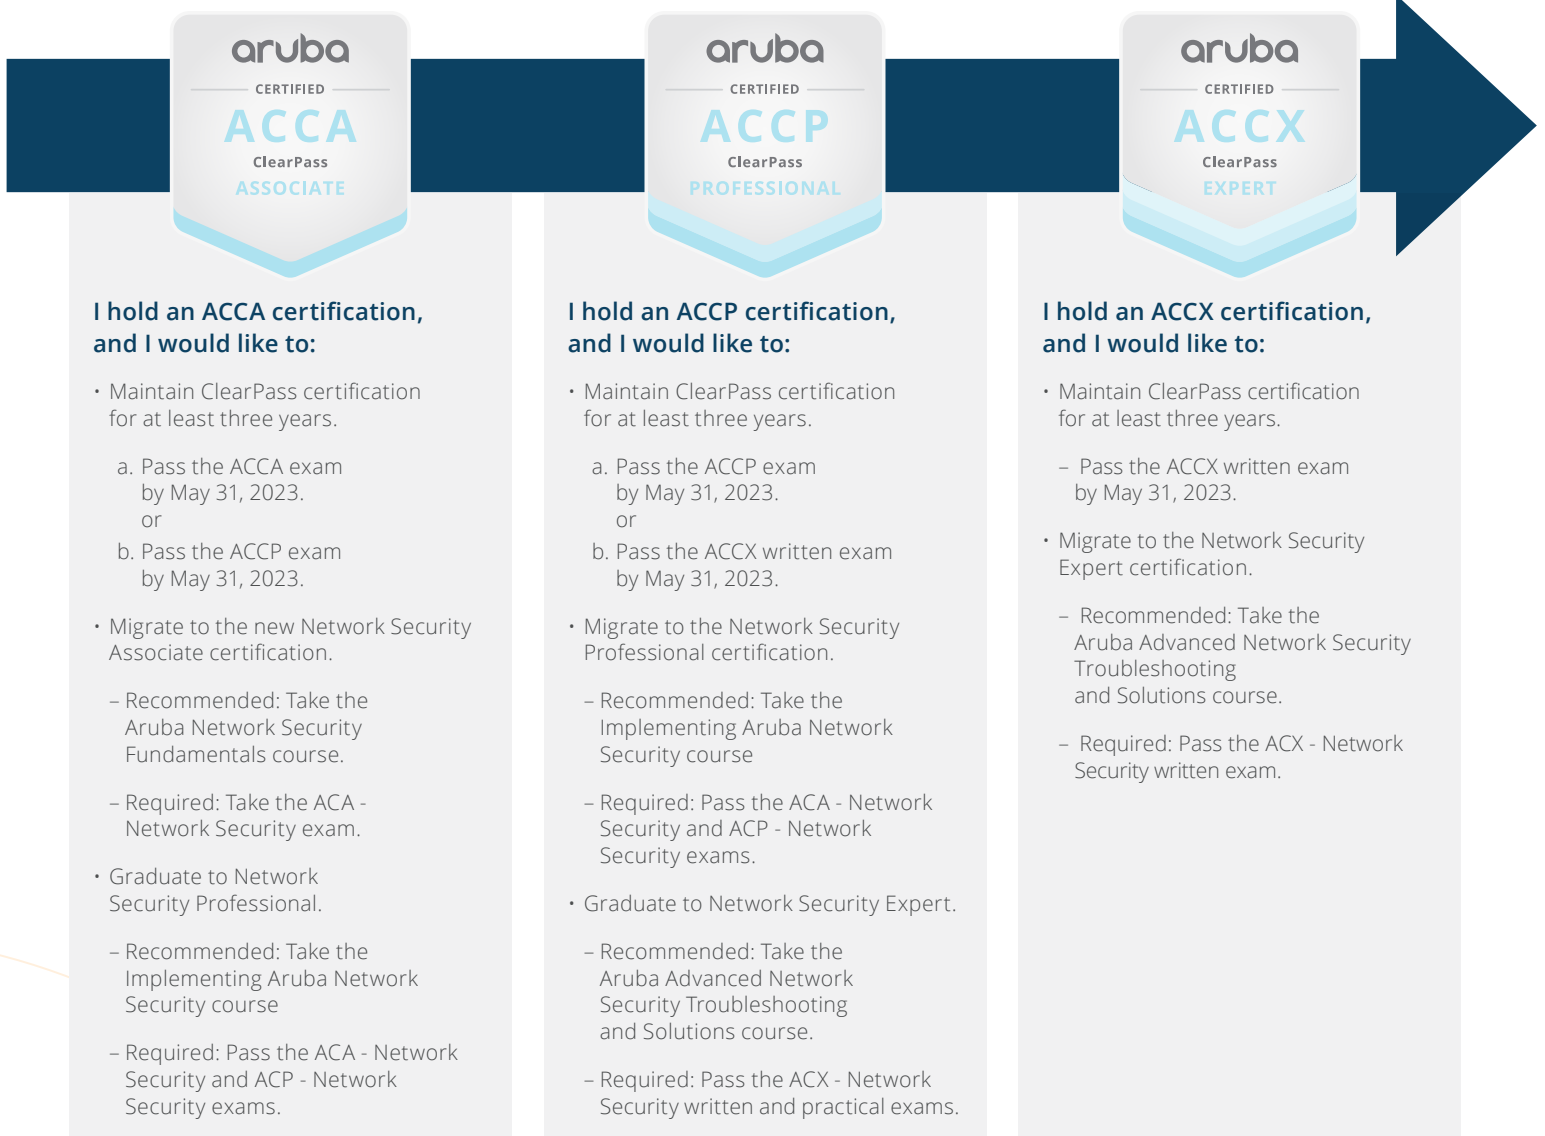 aruba
CERTIFIED
ACCA
ClearPass
ASSOCIATE
aruba
CERTIFIED
ACCP
ClearPass
PROFESSIONAL
aruba
CERTIFIED
ACCX
ClearPass
EXPERT
I hold an ACCA certification,
and I would like to:
• Maintain ClearPass certification
for at least three years.
a. Pass the ACCA exam
by May 31, 2023.
or
b. Pass the ACCP exam
by May 31, 2023.
• Migrate to the new Network Security
Associate certification.
– Recommended: Take the
Aruba Network Security
Fundamentals course.
– Required: Take the ACA -
Network Security exam.
• Graduate to Network
Security Professional.
– Recommended: Take the
Implementing Aruba Network
Security course
– Required: Pass the ACA - Network
Security and ACP - Network
Security exams.
I hold an ACCP certification,
and I would like to:
• Maintain ClearPass certification
for at least three years.
a. Pass the ACCP exam
by May 31, 2023.
or
b. Pass the ACCX written exam
by May 31, 2023.
• Migrate to the Network Security
Professional certification.
– Recommended: Take the
Implementing Aruba Network
Security course
– Required: Pass the ACA - Network
Security and ACP - Network
Security exams.
• Graduate to Network Security Expert.
– Recommended: Take the
Aruba Advanced Network
Security Troubleshooting
and Solutions course.
– Required: Pass the ACX - Network
Security written and practical exams.
I hold an ACCX certification,
and I would like to:
• Maintain ClearPass certification
for at least three years.
– Pass the ACCX written exam
by May 31, 2023.
• Migrate to the Network Security
Expert certification.
– Recommended: Take the
Aruba Advanced Network Security
Troubleshooting
and Solutions course.
– Required: Pass the ACX - Network
Security written exam.